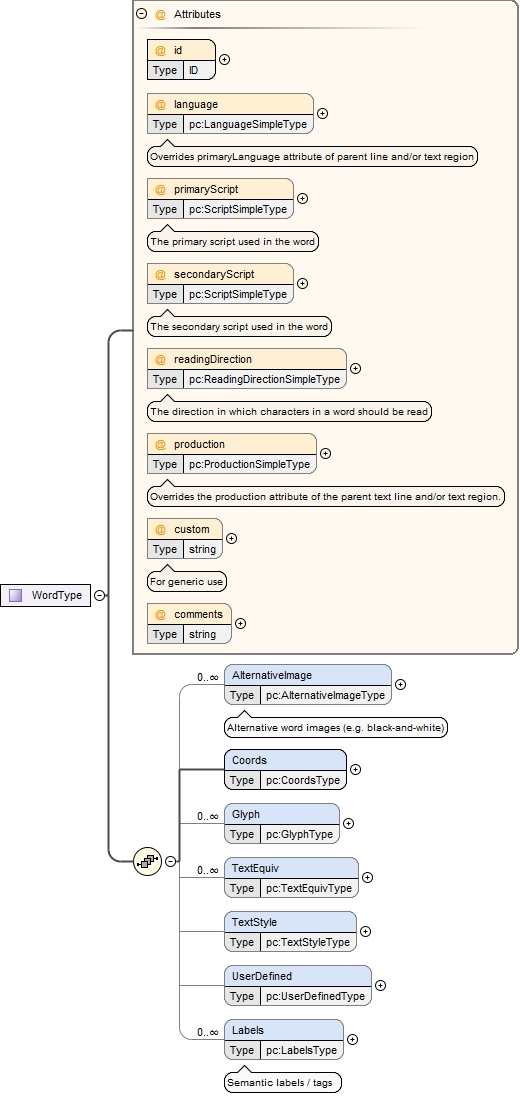 Attributes
@ id
Type ID
@ language
Type pc:LanguageSimpleType
Overrides primaryLanguage attribute of parent line and/or text region
@ primaryScript
Type pc:ScriptSimpleType
The primary script used in the word
@ secondaryScript
Type pc:ScriptSimpleType
The secondary script used in the word
@ readingDirection
Type pc:ReadingDirectionSimpleType
The direction in which characters in a word should be read
@ production
Type pc:ProductionSimpleType
Overrides the production attribute of the parent text line and/or text region.
@ custom
Type string
For generic use
WordType
@ comments
Type string
0..∞ AlternativeImage
Type pc:AlternativeImageType
Alternative word images (e.g. black-and-white)
Coords
Type pc:CoordsType
0..∞ Glyph
Type pc:GlyphType
0..∞ TextEquiv
Type pc:TextEquivType
TextStyle
Type pc:TextStyleType
UserDefined
Type pc:UserDefinedType
0..∞ Labels
Type pc:LabelsType
Semantic labels / tags